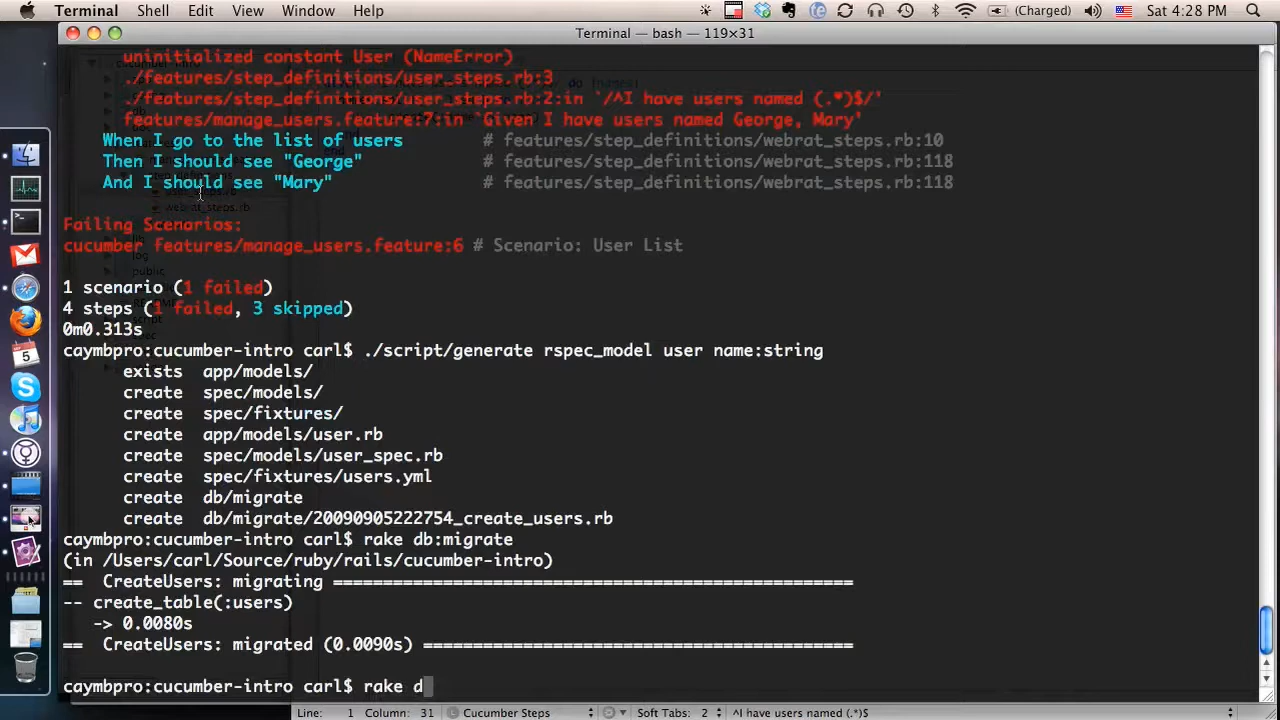 Terminal Shell Edit View Window Help (Charged) Sat 4:28 PM
Terminal — bash — 119×31
uninitialized constant User (NameError)
./features/step_definitions/user_steps.rb:3
./features/step_definitions/user_steps.rb:2:in `/^I have users named (.*)$/'
features/manage_users.feature:7:in `Given I have users named George, Mary'
When I go to the list of users # features/step_definitions/webrat_steps.rb:10
Then I should see "George" # features/step_definitions/webrat_steps.rb:118
And I should see "Mary" # features/step_definitions/webrat_steps.rb:118
webrat_steps.rb
Failing Scenarios:
cucumber features/manage_users.feature:6 # Scenario: User List
log
public
1 scenario (1 failed)
4 steps (1 failed, 3 skipped)
0m0.313s
caymbpro:cucumber-intro carl$ ./script/generate rspec_model user name:string
exists app/models/
create spec/models/
create spec/fixtures/
create app/models/user.rb
create spec/models/user_spec.rb
create spec/fixtures/users.yml
create db/migrate
create db/migrate/20090905222754_create_users.rb
caymbpro:cucumber-intro carl$ rake db:migrate
(in /Users/carl/Source/ruby/rails/cucumber-intro)
== CreateUsers: migrating ====================================================
-- create_table(:users)
-> 0.0080s
== CreateUsers: migrated (0.0090s) ===========================================
caymbpro:cucumber-intro carl$ rake d
Line: 1 Column: 31 Cucumber Steps Soft Tabs: 2 ^I have users named (.*)$
5